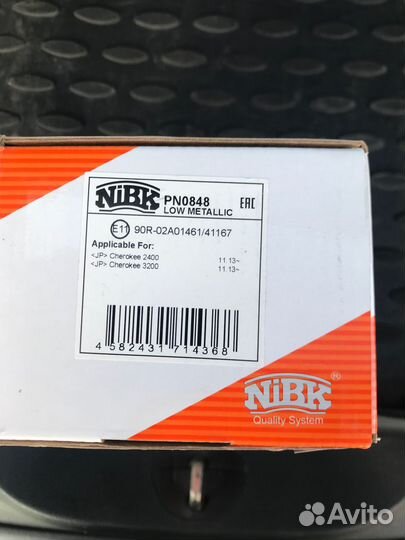 NiBK PN0848 EAC
LOW METALLIC
E11 90R-02A01461/41167
Applicable For:
<JP> Cherokee 2400 11.13~
<JP> Cherokee 3200 11.13~
4 582431 714368
NiBK ®
Quality System
Avito